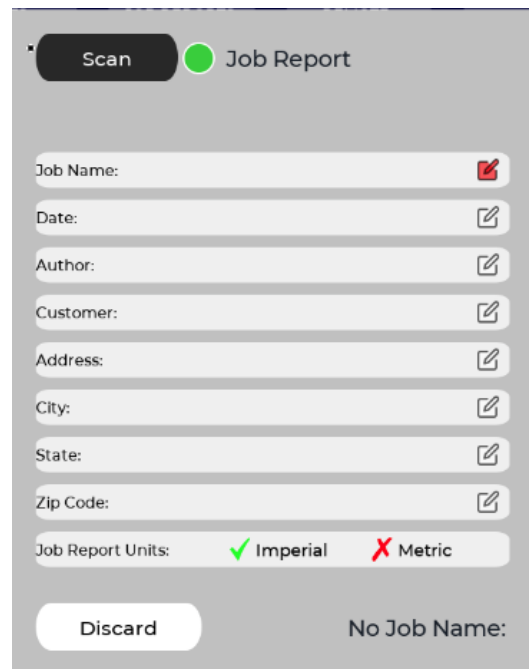 Scan Job Report
Job Name:
Date:
Author:
Customer:
Address:
City:
State:
Zip Code:
Job Report Units: Imperial Metric
Discard No Job Name: